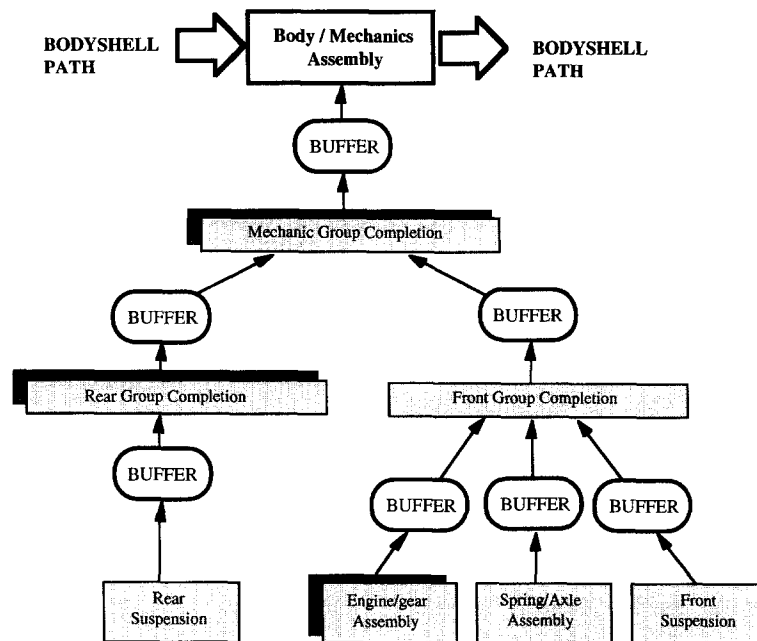 BODYSHELL
PATH
Body / Mechanics
Assembly
BODYSHELL
PATH
BUFFER
Mechanic Group Completion
BUFFER
BUFFER
Rear Group Completion
Front Group Completion
BUFFER
BUFFER
BUFFER
BUFFER
Rear
Suspension
Engine/gear
Assembly
Spring/Axle
Assembly
Front
Suspension